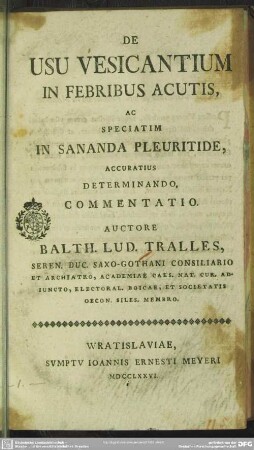 DE
USU VESICANTIUM
IN FEBRIBUS ACUTIS,
AC
SPECIATIM
IN SANANDA PLEURITIDE,
ACCURATIUS
DETERMINANDO,
COMMENTATIO.
AUCTORE
BALTH. LUD. TRALLES,
SEREN. DUC. SAXO-GOTHANI CONSILIARIO
ET ARCHIATRO, ACADEMIAE CAES. NAT. CUR. AD-
JUNCTO, ELECTORAL. BOICAE, ET SOCIETATIS
OECON. SILES. MEMBRO.
WRATISLAVIAE,
SUMPTU IOANNIS ERNESTI MEYERI
MDCCLXXVI.